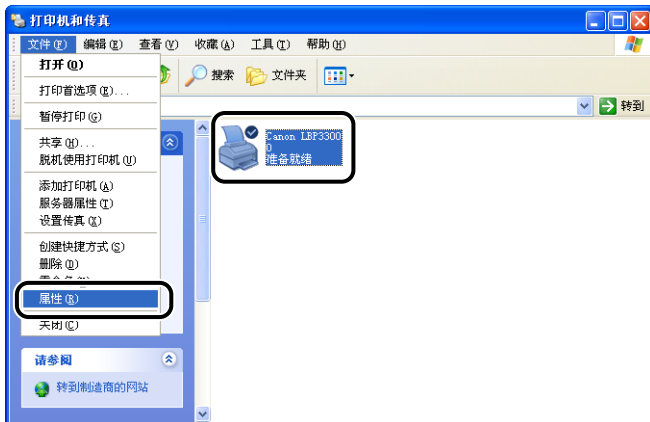 打印机和传真
文件(F) 编辑(E) 查看(V) 收藏(A) 工具(T) 帮助(H)
打开(O)
搜索 文件夹
打印首选项(E)...
暂停打印(G)
转到
共享(H)...
脱机使用打印机(U)
添加打印机(A)
服务器属性(T)
设置传真(X)
创建快捷方式(S)
删除(D)
属性(R)
关闭(C)
Canon LBP3300
0
准备就绪
请参阅
转到制造商的网站